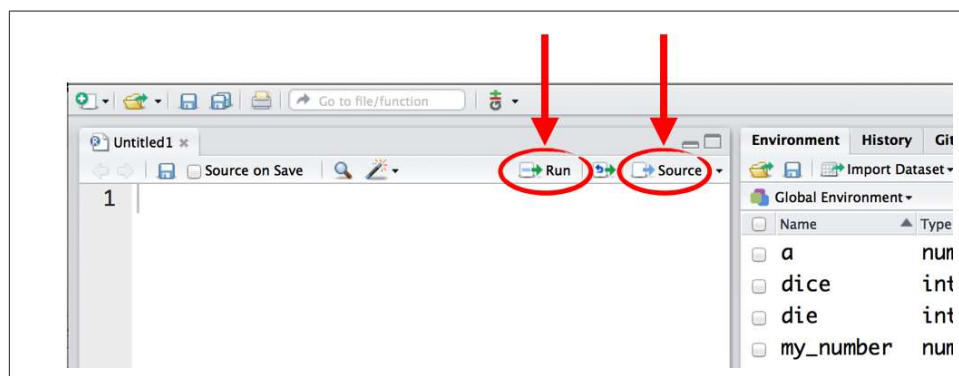 Go to file/function
Untitled1
Environment History Git
Source on Save Run Source
Import Dataset
1
Global Environment
Name Type
a num
dice int
die int
my_number num